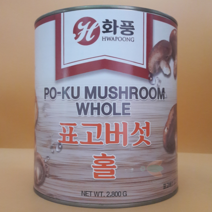 H 화풍
HWAPOONG
PO-KU MUSHROOM
WHOLE
표고버섯
홀
NET WT. 2,800 G